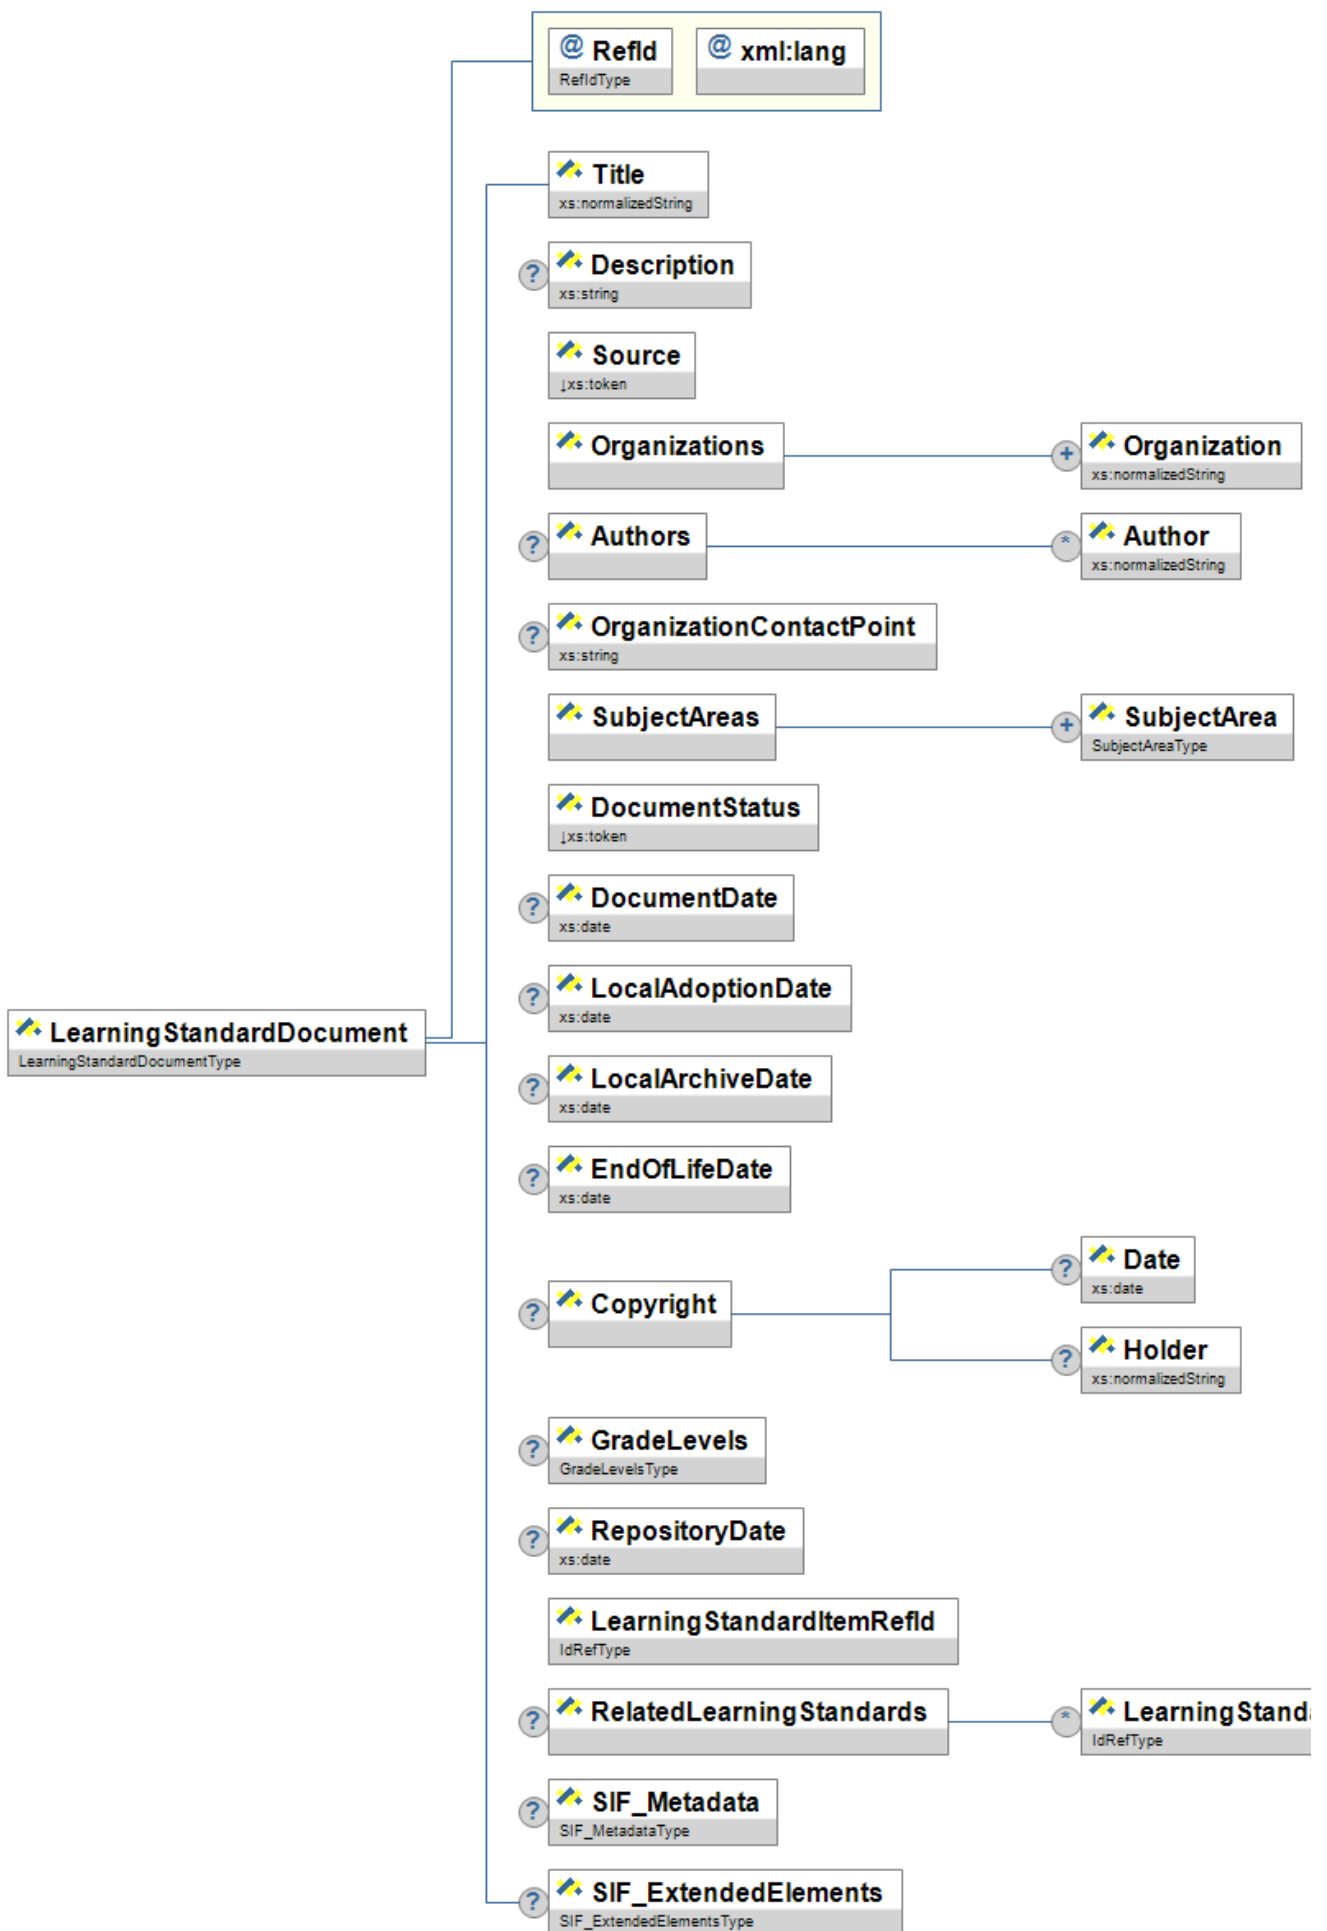 @ RefId
RefIdType
@ xml:lang
Title
xs:normalizedString
? Description
xs:string
Source
↓xs:token
Organizations
+ Organization
xs:normalizedString
? Authors
* Author
xs:normalizedString
? OrganizationContactPoint
xs:string
SubjectAreas
+ SubjectArea
SubjectAreaType
DocumentStatus
↓xs:token
? DocumentDate
xs:date
? LocalAdoptionDate
xs:date
LearningStandardDocument
LearningStandardDocumentType
? LocalArchiveDate
xs:date
? EndOfLifeDate
xs:date
? Copyright
? Date
xs:date
? Holder
xs:normalizedString
? GradeLevels
GradeLevelsType
? RepositoryDate
xs:date
LearningStandardItemRefId
IdRefType
? RelatedLearningStandards
* LearningStand
IdRefType
? SIF_Metadata
SIF_MetadataType
? SIF_ExtendedElements
SIF_ExtendedElementsType